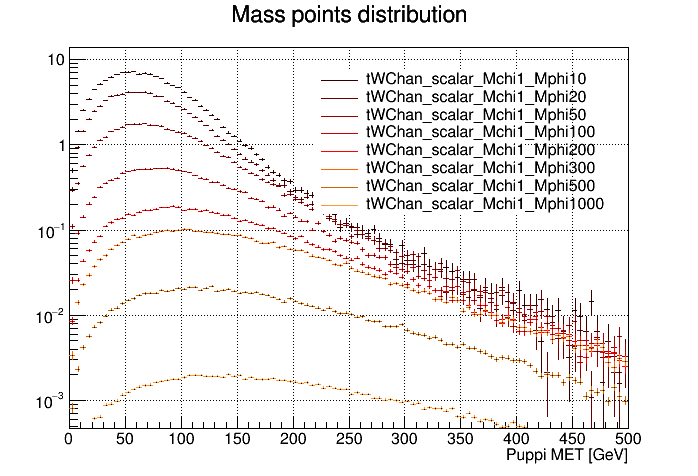 Mass points distribution
10
1
10⁻¹
10⁻²
10⁻³
tWChan_scalar_Mchi1_Mphi10
tWChan_scalar_Mchi1_Mphi20
tWChan_scalar_Mchi1_Mphi50
tWChan_scalar_Mchi1_Mphi100
tWChan_scalar_Mchi1_Mphi200
tWChan_scalar_Mchi1_Mphi300
tWChan_scalar_Mchi1_Mphi500
tWChan_scalar_Mchi1_Mphi1000
0 50 100 150 200 250 300 350 400 450 500
Puppi MET [GeV]